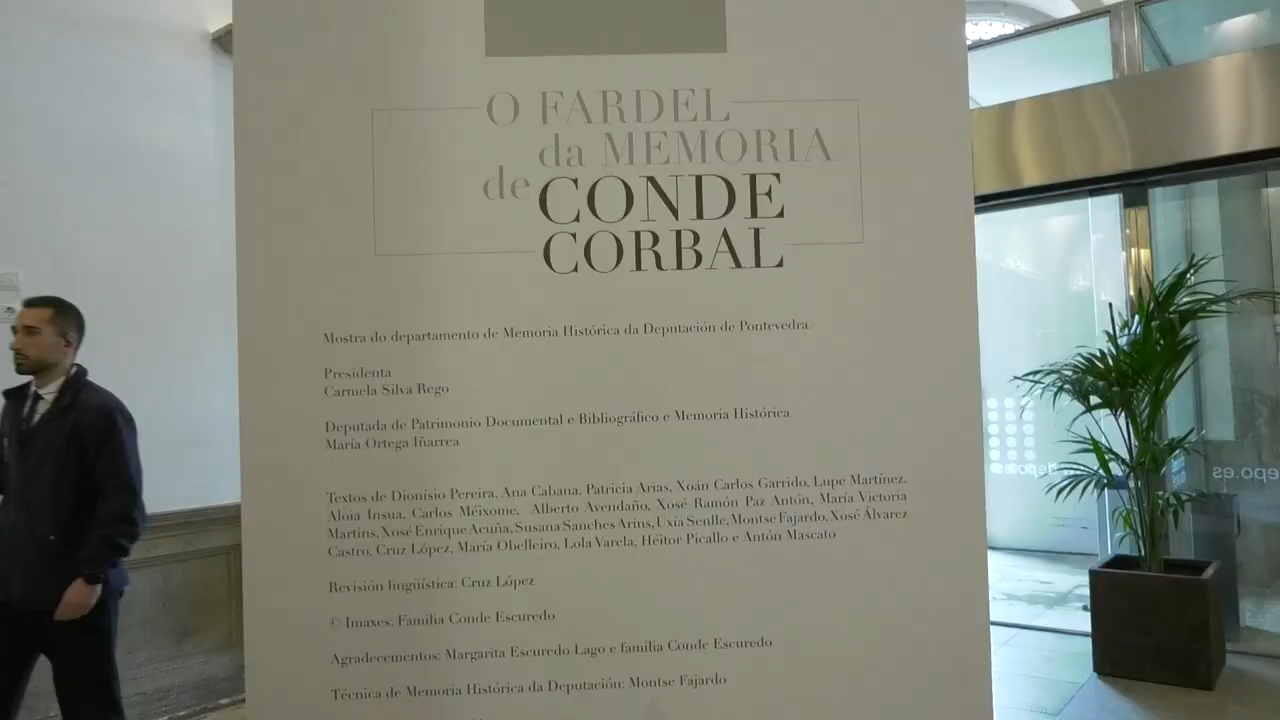 O FARDEL
da MEMORIA
de CONDE
CORBAL
Mostra do departamento de Memoria Histórica da Deputación de Pontevedra.
Presidenta
Carmela Silva Rego
Deputada de Patrimonio Documental e Bibliográfico e Memoria Histórica
María Ortega Iñarrea
Textos de Dionisio Pereira, Ana Cabana, Patricia Arias, Xoán Carlos Garrido, Lupe Martínez,
Aloia Insua, Carlos Méixome, Alberto Avendaño, Xosé Ramón Paz Antón, María Victoria
Martins, Xosé Enrique Acuña, Susana Sanches Arins, Uxía Senlle, Montse Fajardo, Xosé Álvarez
Castro, Cruz López, María Obelleiro, Lola Varela, Héitor Picallo e Antón Mascato
Revisión lingüística: Cruz López
© Imaxes: Familia Conde Escuredo
Agradecementos: Margarita Escuredo Lago e familia Conde Escuredo
Técnica de Memoria Histórica da Deputación: Montse Fajardo
depo.es